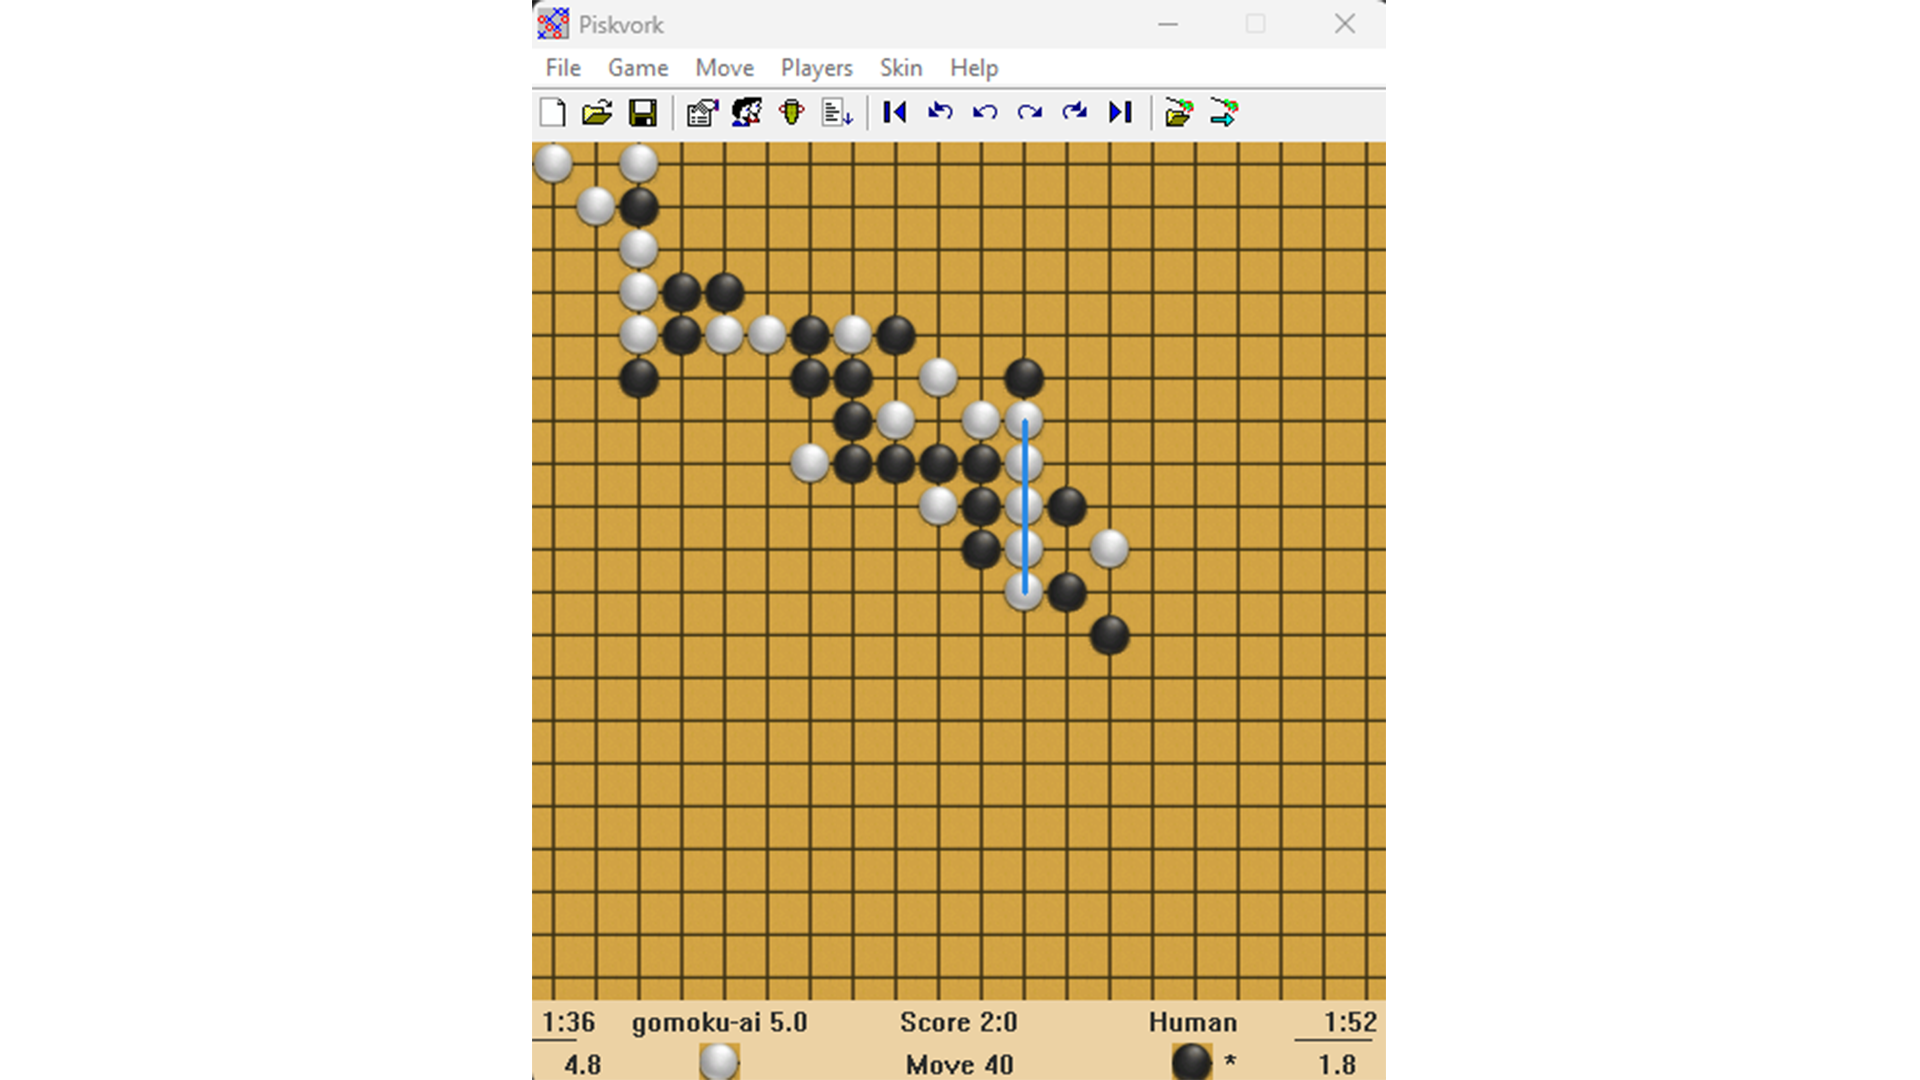 Piskvork
File Game Move Players Skin Help
1:36 gomoku-ai 5.0 Score 2:0 Human 1:52
4.8 Move 40 * 1.8